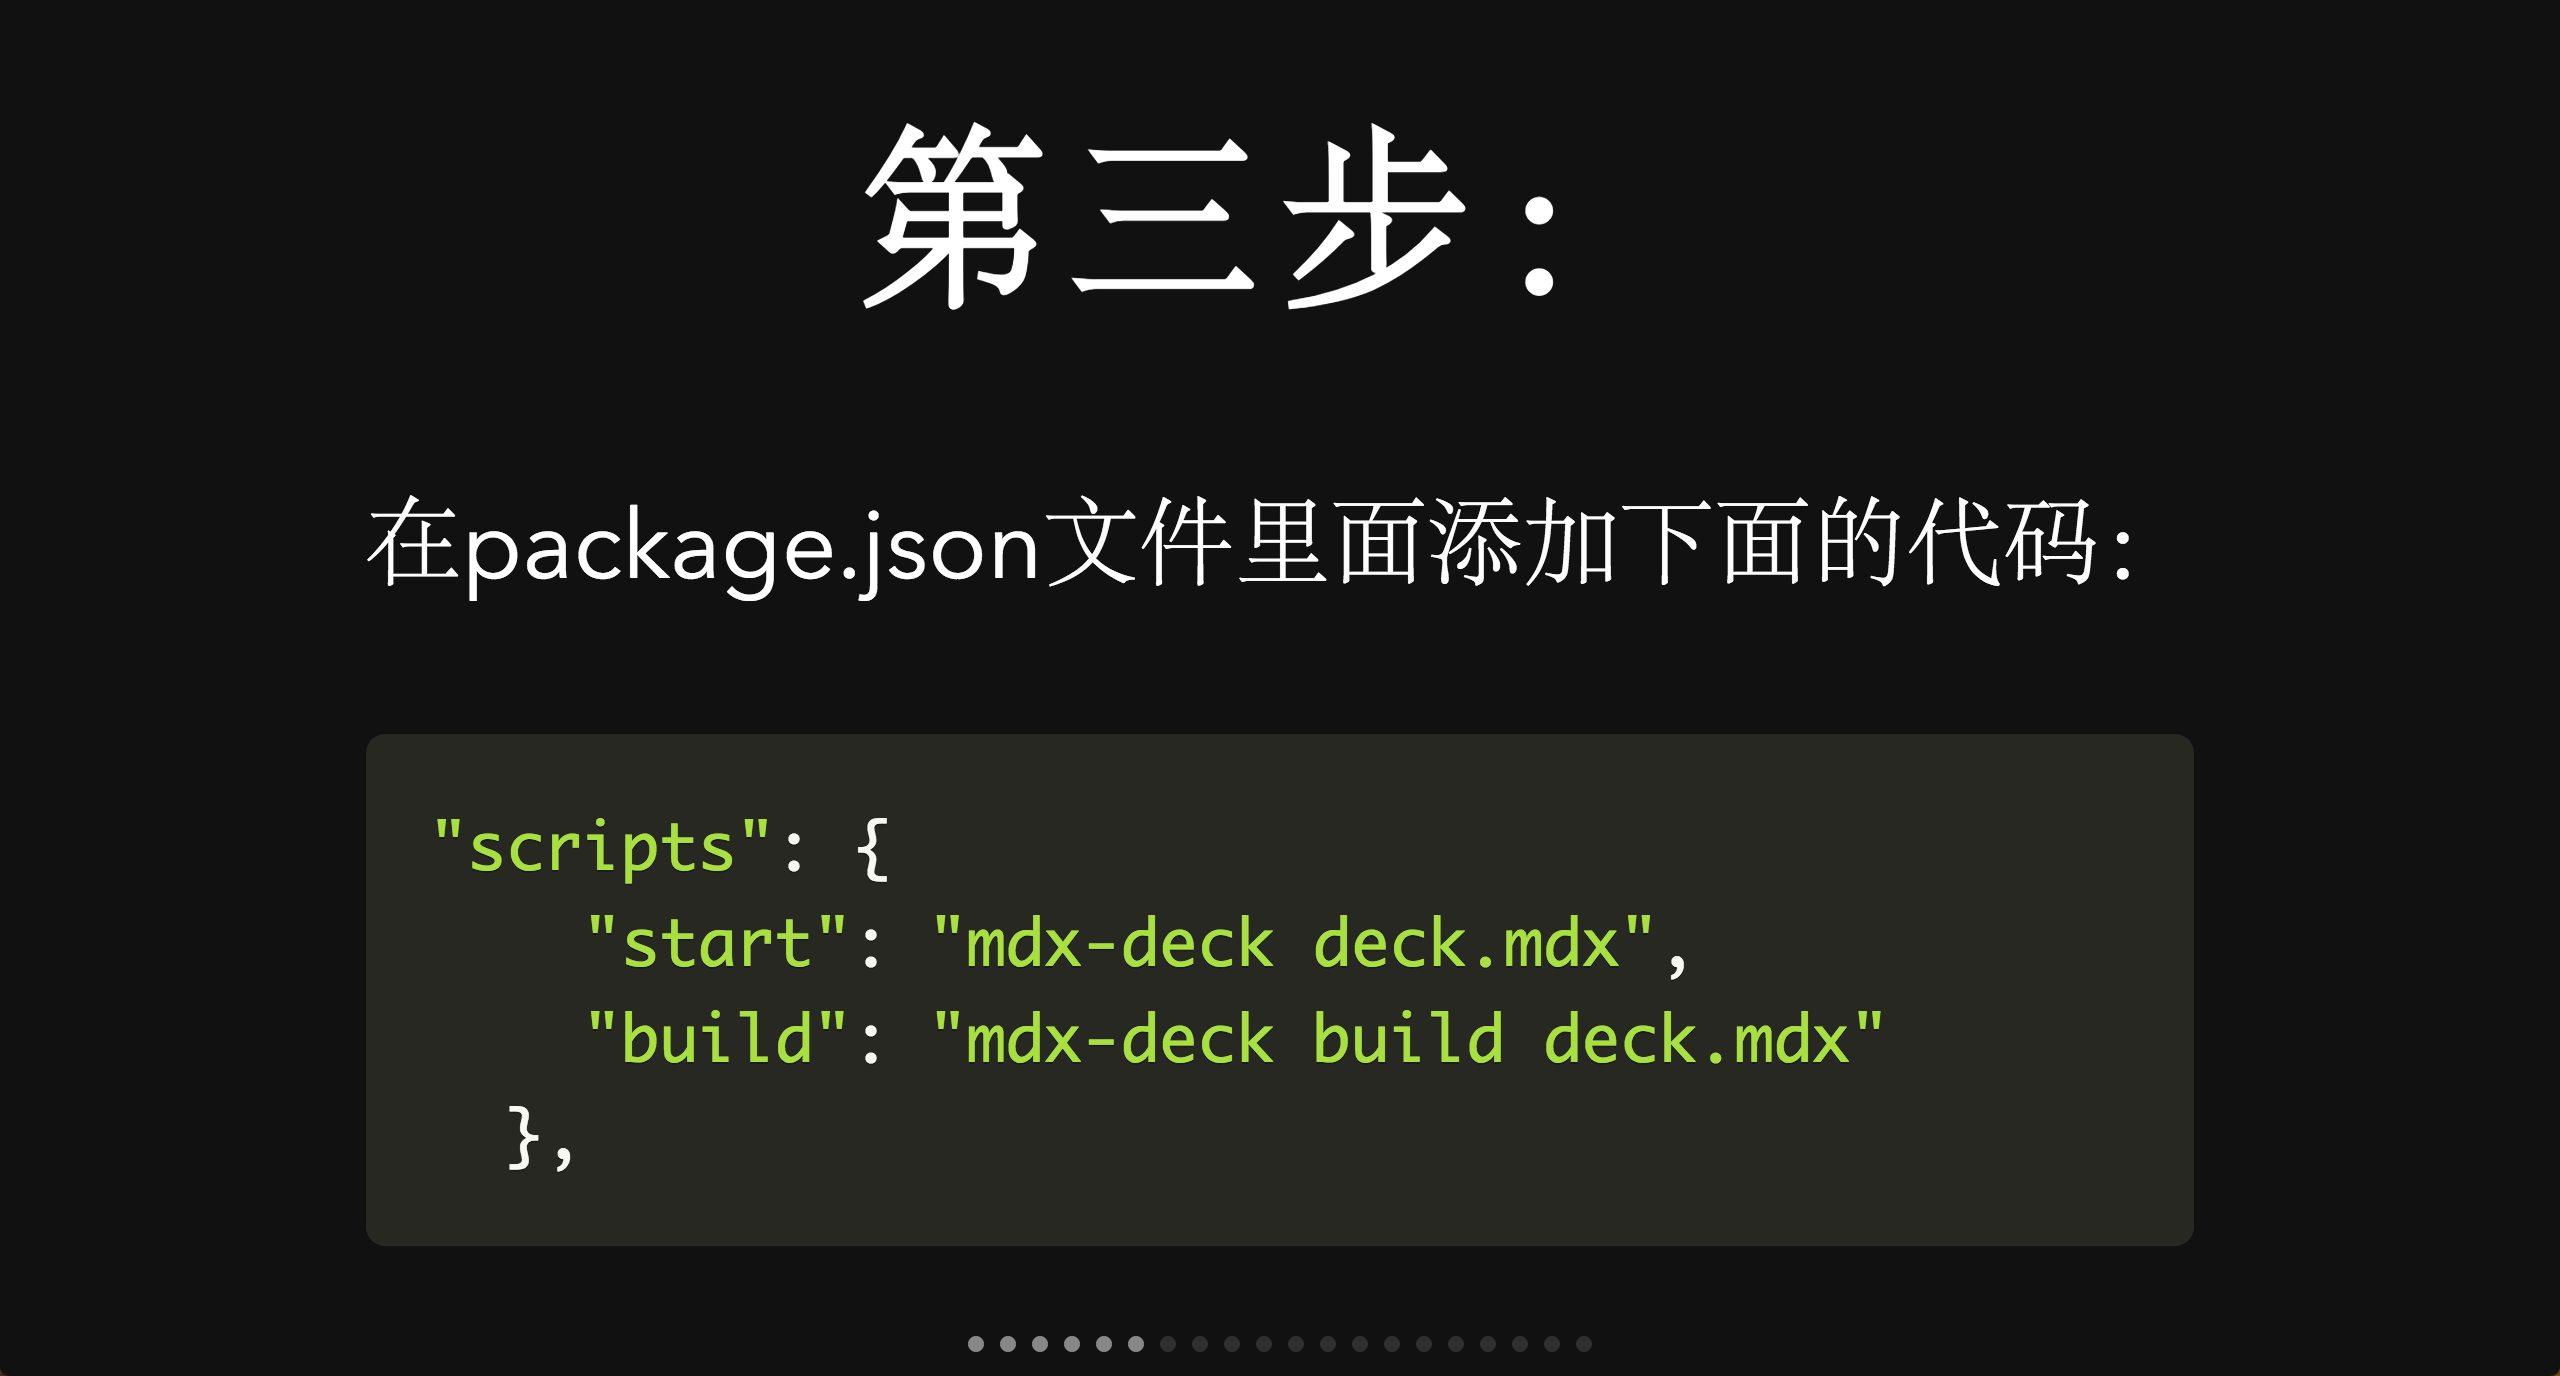 第三步：
在package.json文件里面添加下面的代码：
"scripts": {
    "start": "mdx-deck deck.mdx",
    "build": "mdx-deck build deck.mdx"
  },